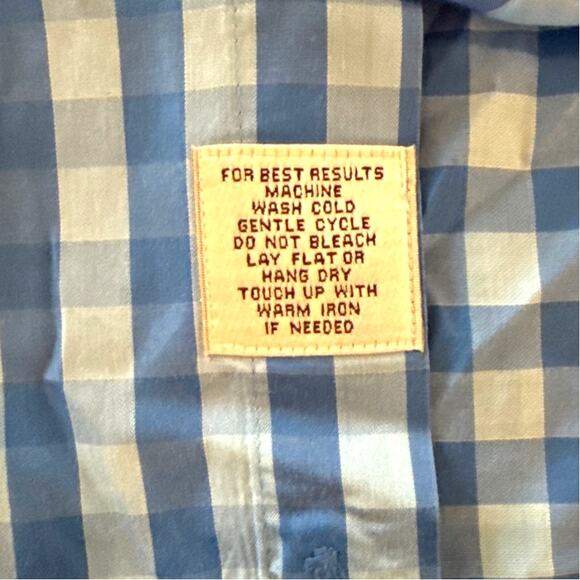 FOR BEST RESULTS
MACHINE
WASH COLD
GENTLE CYCLE
DO NOT BLEACH
LAY FLAT OR
HANG DRY
TOUCH UP WITH
WARM IRON
IF NEEDED